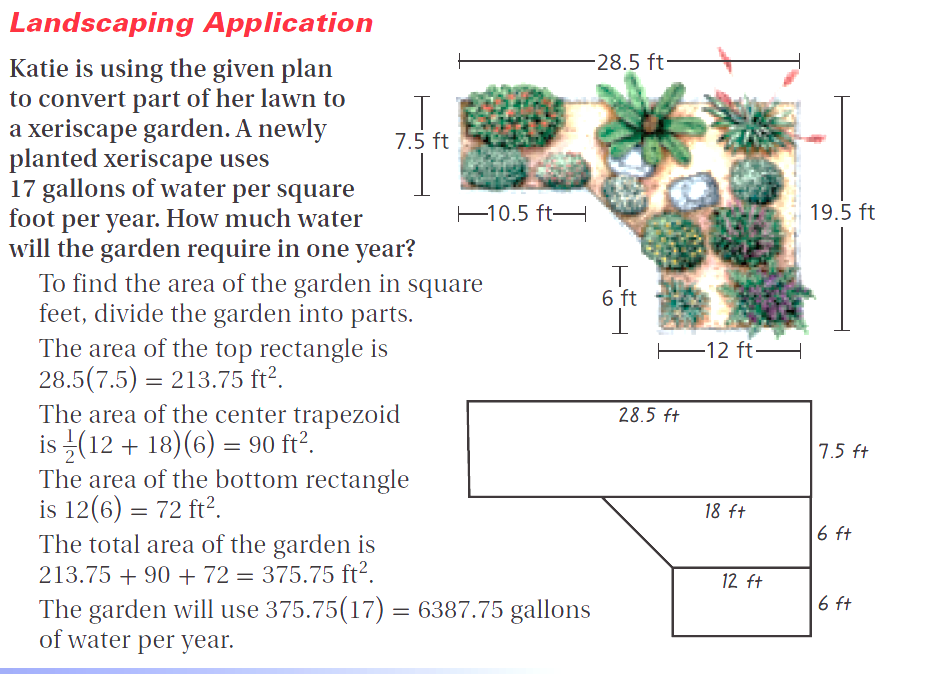 Landscaping Application
Katie is using the given plan
to convert part of her lawn to
a xeriscape garden. A newly
planted xeriscape uses
17 gallons of water per square
foot per year. How much water
will the garden require in one year?
28.5 ft
7.5 ft
10.5 ft
19.5 ft
6 ft
12 ft
To find the area of the garden in square
feet, divide the garden into parts.
The area of the top rectangle is
28.5(7.5) = 213.75 ft².
The area of the center trapezoid
is ½(12 + 18)(6) = 90 ft².
The area of the bottom rectangle
is 12(6) = 72 ft².
The total area of the garden is
213.75 + 90 + 72 = 375.75 ft².
The garden will use 375.75(17) = 6387.75 gallons
of water per year.
28.5 ft
7.5 ft
18 ft
6 ft
12 ft
6 ft